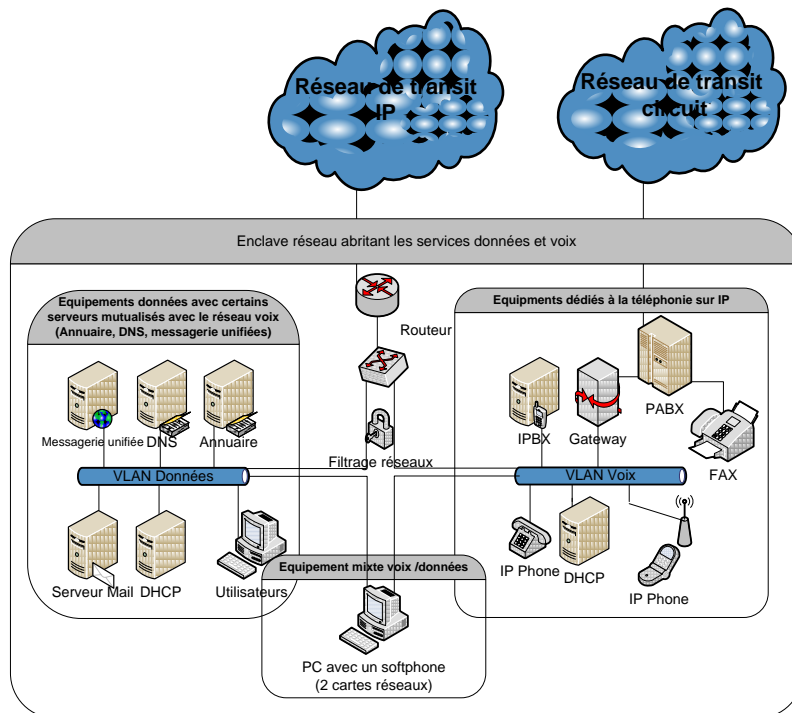 Réseau de transit
IP
Réseau de transit
circuit
Enclave réseau abritant les services données et voix
Equipements données avec certains
serveurs mutualisés avec le réseau voix
(Annuaire, DNS, messagerie unifiées)
Equipments dédiés à la téléphonie sur IP
Routeur
Messagerie unifiée
DNS
Annuaire
Filtrage réseaux
IPBX
Gateway
PABX
FAX
VLAN Données
VLAN Voix
Serveur Mail
DHCP
Utilisateurs
IP Phone
DHCP
IP Phone
Equipement mixte voix /données
PC avec un softphone
(2 cartes réseaux)